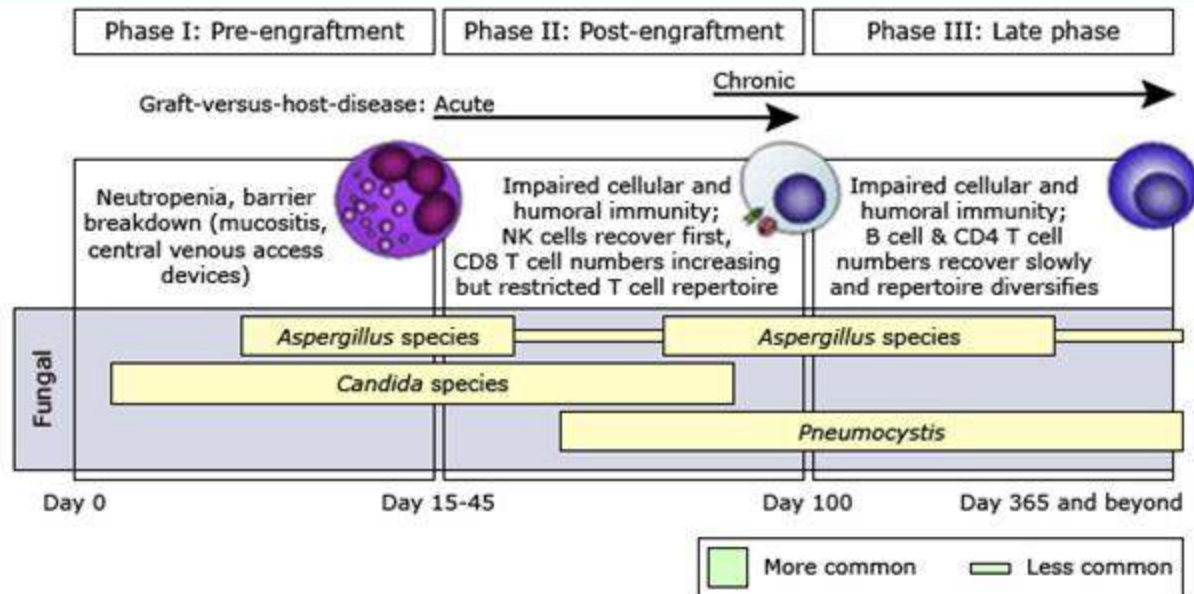 Phase I: Pre-engraftment
Phase II: Post-engraftment
Phase III: Late phase
Graft-versus-host-disease: Acute
Chronic
Neutropenia, barrier
breakdown (mucositis,
central venous access
devices)
Impaired cellular and
humoral immunity;
NK cells recover first,
CD8 T cell numbers increasing
but restricted T cell repertoire
Impaired cellular and
humoral immunity;
B cell & CD4 T cell
numbers recover slowly
and repertoire diversifies
Fungal
Aspergillus species
Aspergillus species
Candida species
Pneumocystis
Day 0
Day 15-45
Day 100
Day 365 and beyond
More common
Less common